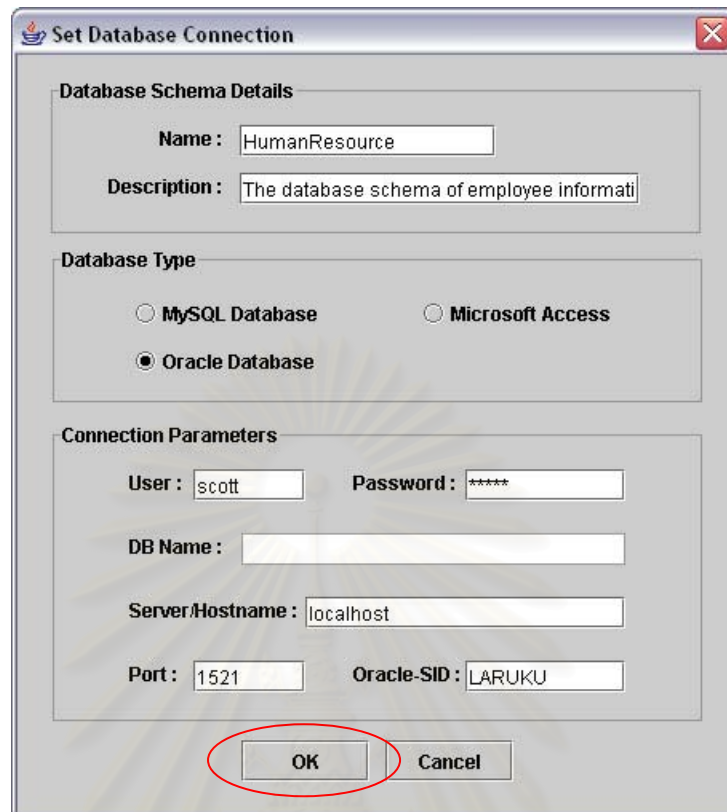 Set Database Connection
Database Schema Details
Name : HumanResource
Description : The database schema of employee informati
Database Type
MySQL Database Microsoft Access
Oracle Database
Connection Parameters
User : scott Password : *****
DB Name :
Server/Hostname : localhost
Port : 1521 Oracle-SID : LARUKU
OK Cancel